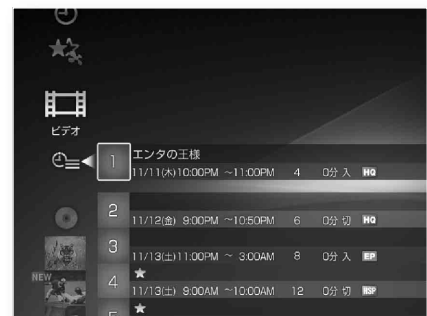 ビデオ
1 エンタの王様
11/11(木)10:00PM ~11:00PM 4 0分 入 HQ
2
11/12(金) 9:00PM ~10:50PM 6 0分 切 HQ
3
11/13(土)11:00PM ~ 3:00AM 8 0分 入 EP
NEW
4 ★
11/13(土) 9:00AM ~10:00AM 12 0分 切 HSP
5 ★